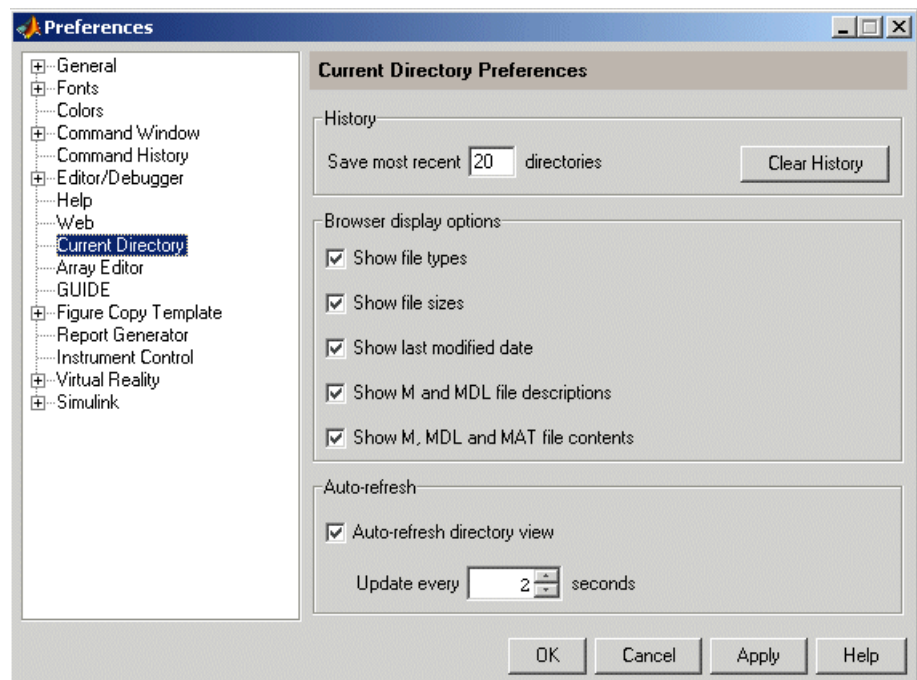 Preferences
General
Fonts
Colors
Command Window
Command History
Editor/Debugger
Help
Web
Current Directory
Array Editor
GUIDE
Figure Copy Template
Report Generator
Instrument Control
Virtual Reality
Simulink
Current Directory Preferences
History
Save most recent 20 directories
Clear History
Browser display options
Show file types
Show file sizes
Show last modified date
Show M and MDL file descriptions
Show M, MDL and MAT file contents
Auto-refresh
Auto-refresh directory view
Update every 2 seconds
OK Cancel Apply Help